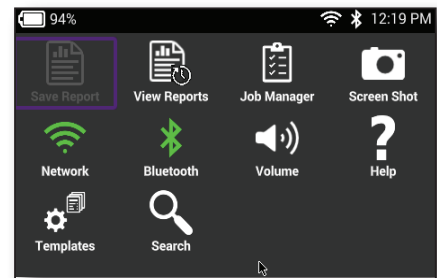 94% 12:19 PM
Save Report View Reports Job Manager Screen Shot
Network Bluetooth Volume Help
Templates Search